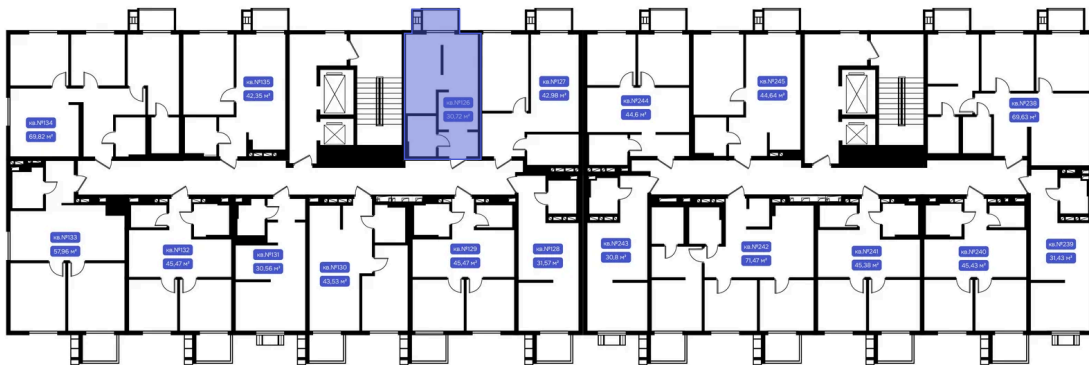 кв.№135
42,35 м²
кв.№126
30,72 м²
кв.№127
42,98 м²
кв.№244
44,6 м²
кв.№245
44,64 м²
кв.№238
69,63 м²
кв.№134
69,82 м²
кв.№133
57,96 м²
кв.№132
45,47 м²
кв.№131
30,56 м²
кв.№130
43,53 м²
кв.№129
45,47 м²
кв.№128
31,57 м²
кв.№243
30,8 м²
кв.№242
71,47 м²
кв.№241
45,38 м²
кв.№240
45,43 м²
кв.№239
31,43 м²